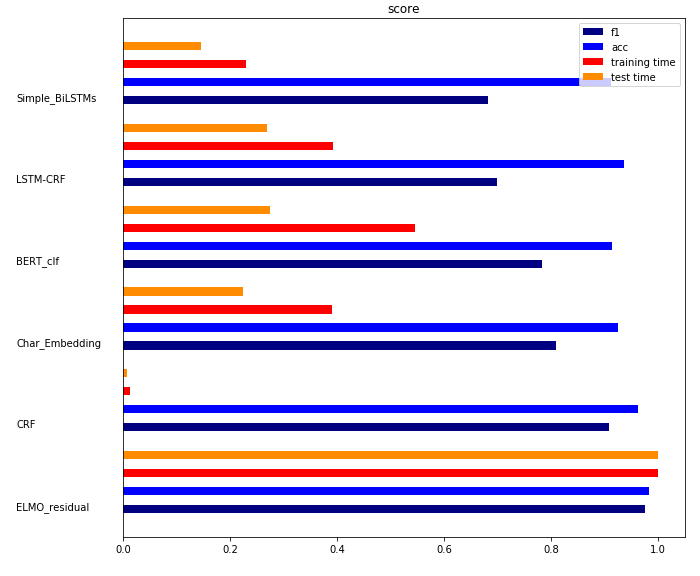 score
f1
acc
training time
test time
Simple_BiLSTMs
LSTM-CRF
BERT_clf
Char_Embedding
CRF
ELMO_residual
0.0 0.2 0.4 0.6 0.8 1.0